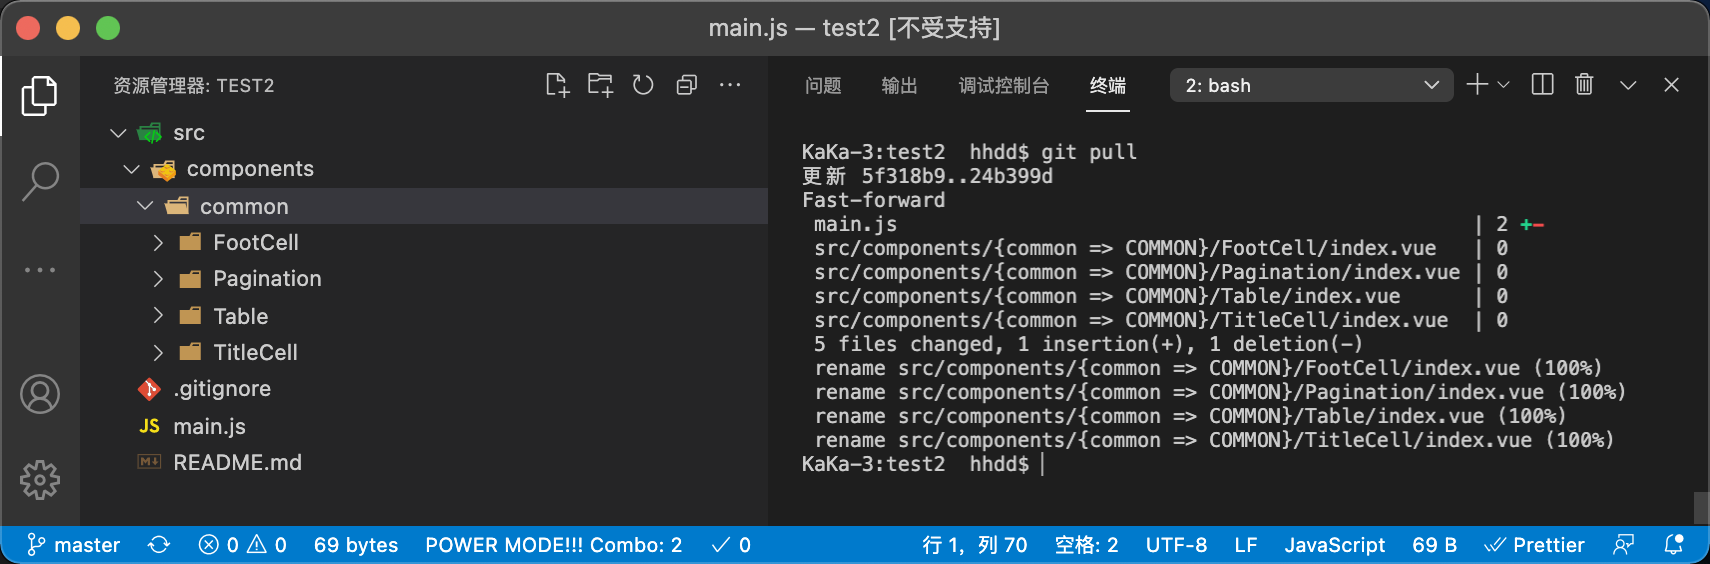 main.js — test2 [不受支持]
资源管理器: TEST2
src
components
common
FootCell
Pagination
Table
TitleCell
.gitignore
JS main.js
M↓ README.md
问题 输出 调试控制台 终端 2: bash
KaKa-3:test2  hhdd$ git pull
更新 5f318b9..24b399d
Fast-forward
 main.js | 2 +-
 src/components/{common => COMMON}/FootCell/index.vue | 0
 src/components/{common => COMMON}/Pagination/index.vue | 0
 src/components/{common => COMMON}/Table/index.vue | 0
 src/components/{common => COMMON}/TitleCell/index.vue | 0
 5 files changed, 1 insertion(+), 1 deletion(-)
 rename src/components/{common => COMMON}/FootCell/index.vue (100%)
 rename src/components/{common => COMMON}/Pagination/index.vue (100%)
 rename src/components/{common => COMMON}/Table/index.vue (100%)
 rename src/components/{common => COMMON}/TitleCell/index.vue (100%)
KaKa-3:test2  hhdd$
master 0 0 69 bytes POWER MODE!!! Combo: 2 ✓ 0 行 1, 列 70 空格: 2 UTF-8 LF JavaScript 69 B Prettier